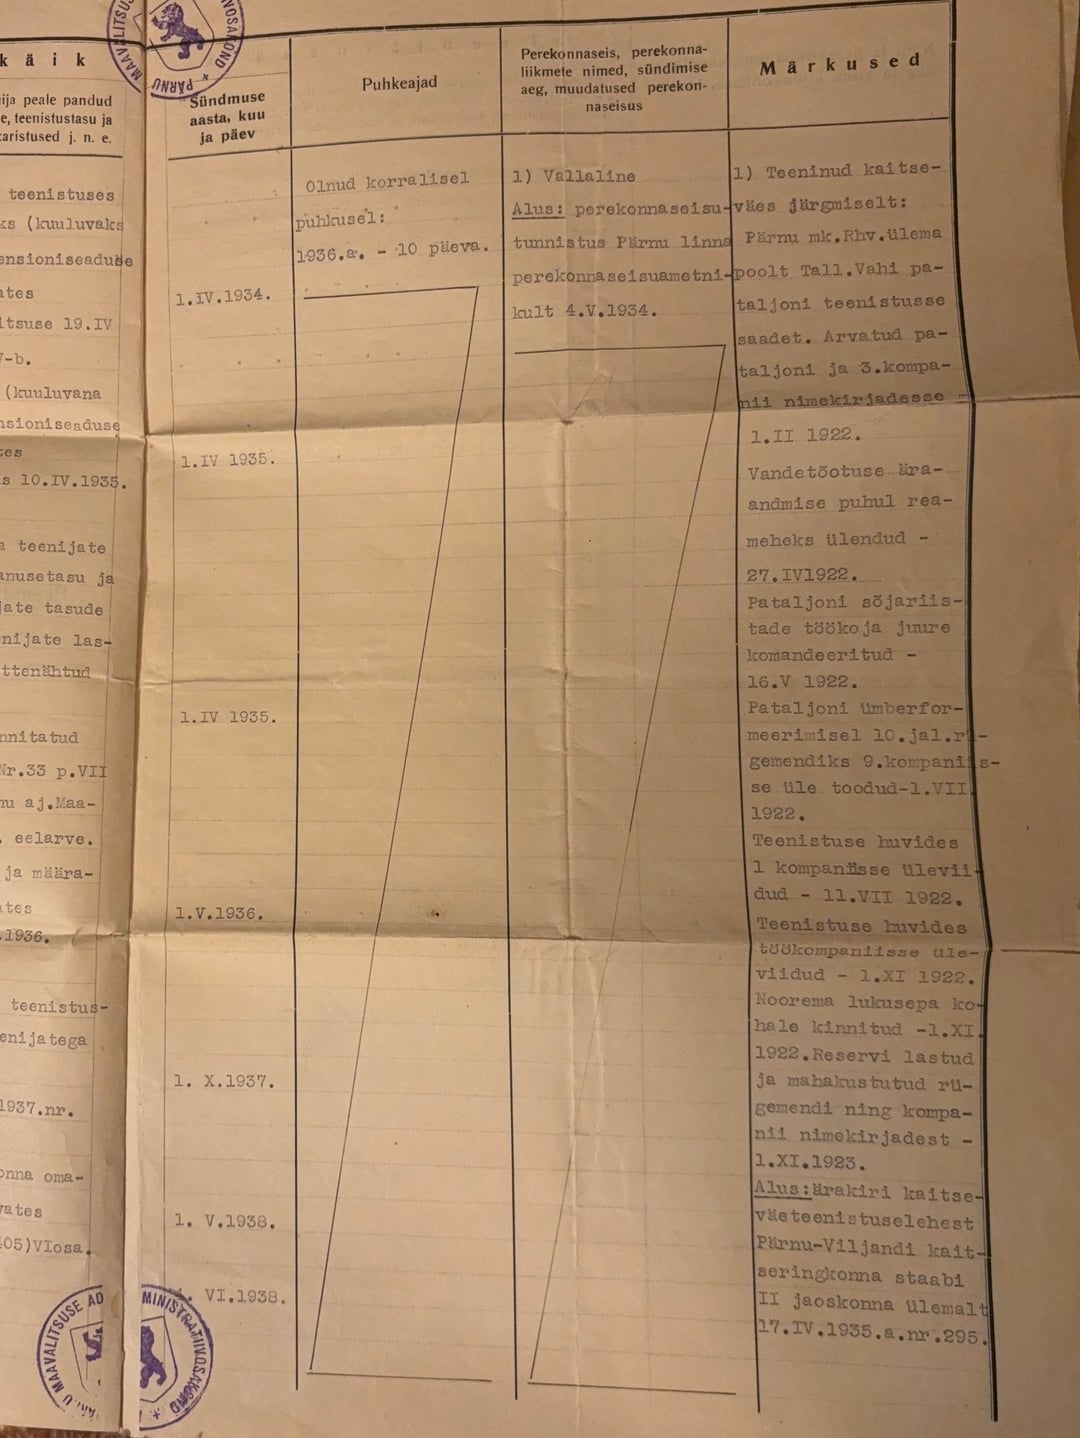 käik
ija peale pandud
e, teenistustasu ja
aristused j. n. e.
teenistuses
ks (kuuluvaks
ensioniseaduse
ates
itsuse 19.IV
V-b.
(kuuluvana
nsioniseaduse
tes
s 10.IV.1935.
a teenijate
anusetasu ja
jate tasude
nijate las-
ttenähtud
nnitatud
Nr.33 p.VII
nu aj.Maa-
. eelarve.
ja määra-
ates
.1936.
teenistus-
enijatega
1937.nr.
onna oma-
vates
405)VIosa.
Sündmuse
aasta, kuu
ja päev
1.IV.1934.
1.IV 1935.
1.IV 1935.
1.V.1936.
1. X.1937.
1. V.1938.
VI.1938.
Puhkeajad
Olnud korralisel
puhkusel:
1936.a. - 10 päeva.
Perekonnaseis, perekonna-
liikmete nimed, sündimise
aeg, muudatused perekon-
naseisus
1) Vallaline
Alus: perekonnaseisu-
tunnistus Pärnu linna
perekonnaseisuametni-
kult 4.V.1934.
Märkused
1) Teeninud kaitse-
väes järgmiselt:
Pärnu mk.Rhv.ülema
poolt Tall.Vahi pa-
taljoni teenistusse
saadet. Arvatud pa-
taljoni ja 3.kompa-
nii nimekirjadesse -
1.II 1922.
Vandetõotuse ära-
andmise puhul rea-
meheks ülendud -
27.IV1922.
Pataljoni sõjariis-
tade töökoja juure
komandeeritud -
16.V 1922.
Pataljoni ümberfor-
meerimisel 10.jal.rü-
gemendiks 9.kompaniis-
se üle toodud-1.VII
1922.
Teenistuse huvides
1 kompaniisse ülevii-
dud - 11.VII 1922.
Teenistuse huvides
töökompaniisse üle-
viidud - 1.XI 1922.
Noorema lukusepa ko-
hale kinnitud -1.XI
1922.Reservi lastud
ja mahakustutud rü-
gemendi ning kompa-
nii nimekirjadest -
1.XI.1923.
Alus:ärakiri kaitse-
väeteenistuselehest
Pärnu-Viljandi kait-
seringkonna staabi
II jaoskonna ülemalt
17.IV.1935.a.nr.295.
MAAVALITSUSE ADMINISTRATIIVOSAKOND